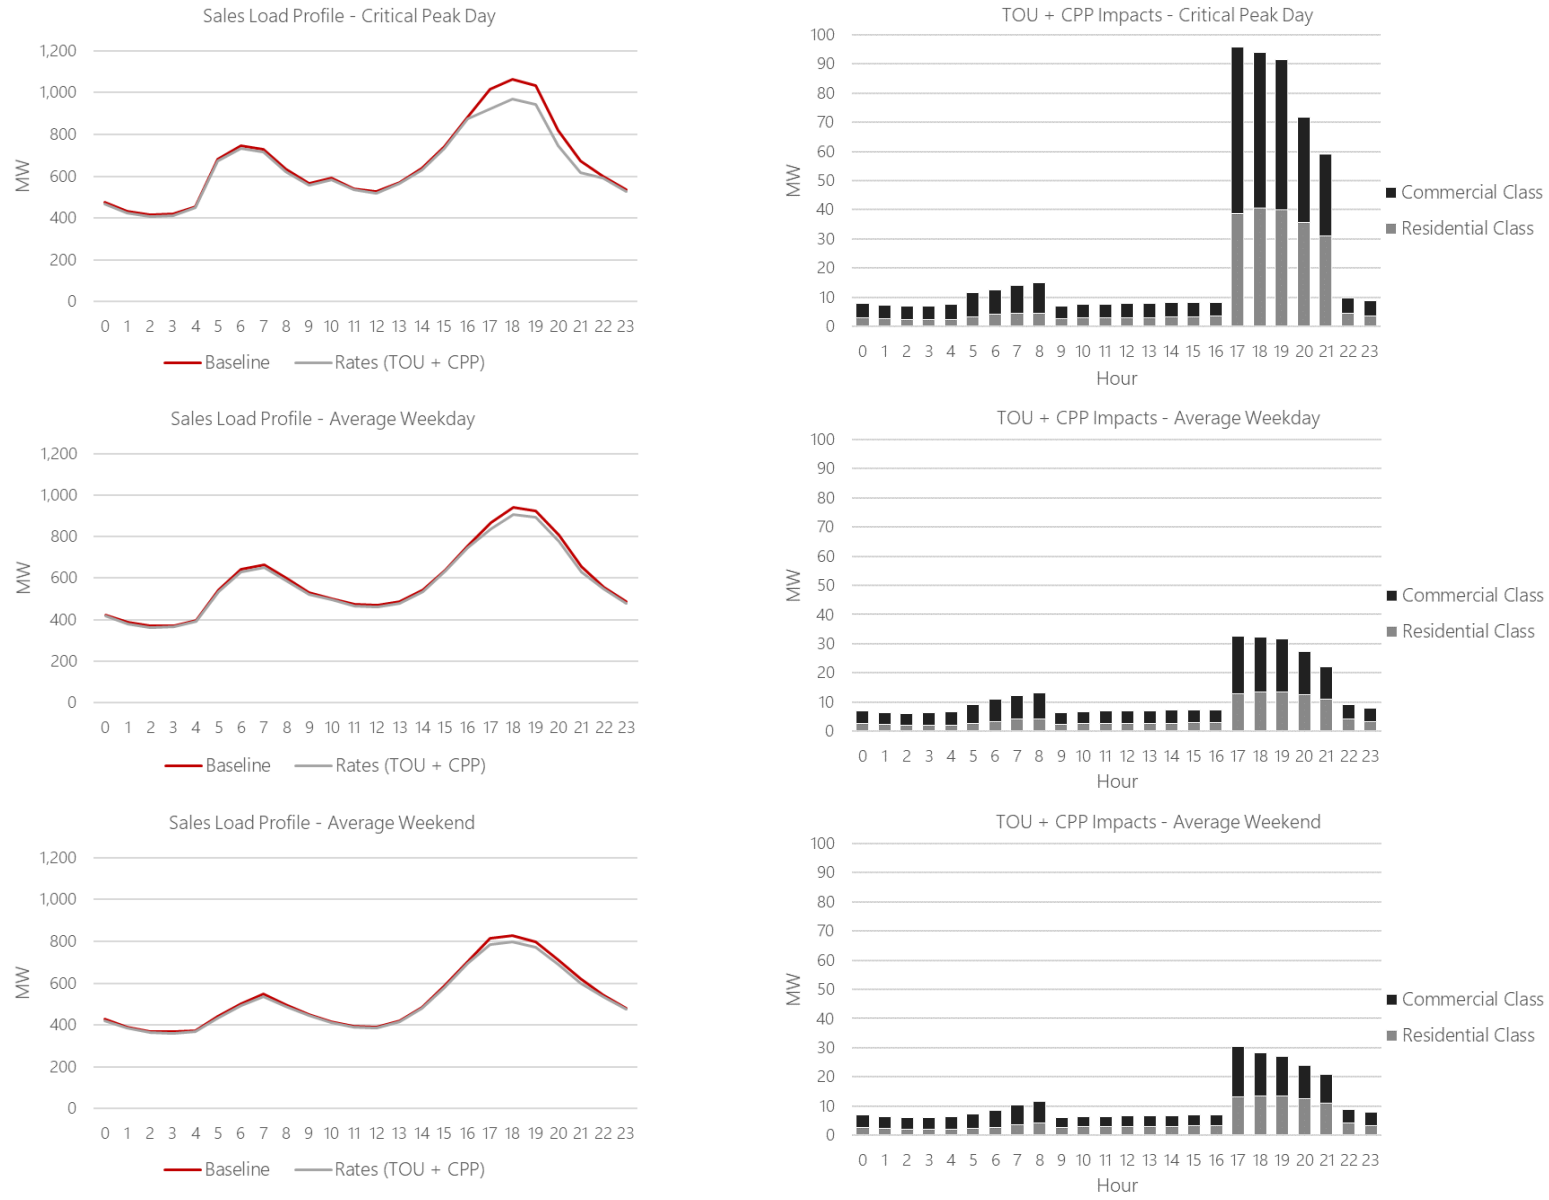 Sales Load Profile - Critical Peak Day
1,200
1,000
800
600
400
200
0
MW
0 1 2 3 4 5 6 7 8 9 10 11 12 13 14 15 16 17 18 19 20 21 22 23
Baseline Rates (TOU + CPP)
TOU + CPP Impacts - Critical Peak Day
100
90
80
70
60
50
40
30
20
10
0
MW
0 1 2 3 4 5 6 7 8 9 10 11 12 13 14 15 16 17 18 19 20 21 22 23
Hour
Commercial Class
Residential Class
Sales Load Profile - Average Weekday
1,200
1,000
800
600
400
200
0
MW
0 1 2 3 4 5 6 7 8 9 10 11 12 13 14 15 16 17 18 19 20 21 22 23
Baseline Rates (TOU + CPP)
TOU + CPP Impacts - Average Weekday
100
90
80
70
60
50
40
30
20
10
0
MW
0 1 2 3 4 5 6 7 8 9 10 11 12 13 14 15 16 17 18 19 20 21 22 23
Hour
Commercial Class
Residential Class
Sales Load Profile - Average Weekend
1,200
1,000
800
600
400
200
0
MW
0 1 2 3 4 5 6 7 8 9 10 11 12 13 14 15 16 17 18 19 20 21 22 23
Baseline Rates (TOU + CPP)
TOU + CPP Impacts - Average Weekend
100
90
80
70
60
50
40
30
20
10
0
MW
0 1 2 3 4 5 6 7 8 9 10 11 12 13 14 15 16 17 18 19 20 21 22 23
Hour
Commercial Class
Residential Class